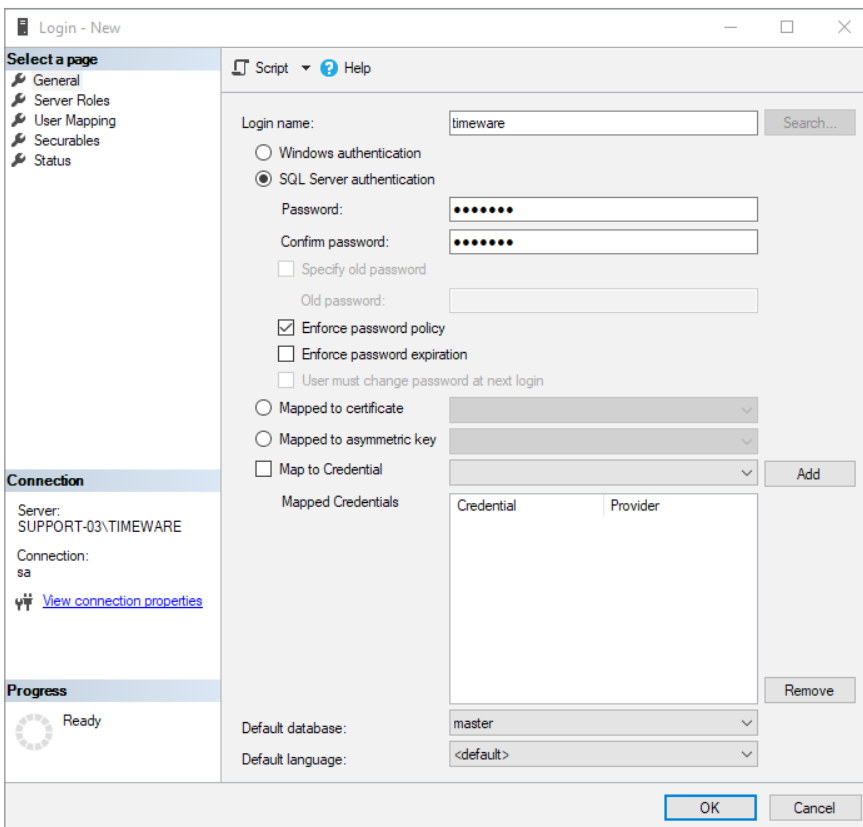 Login - New
Select a page
General
Server Roles
User Mapping
Securables
Status
Script
Help
Login name:
timeware
Search...
Windows authentication
SQL Server authentication
Password:
•••••••
Confirm password:
•••••••
Specify old password
Old password:
Enforce password policy
Enforce password expiration
User must change password at next login
Mapped to certificate
Mapped to asymmetric key
Map to Credential
Add
Mapped Credentials
Credential Provider
Remove
Default database:
master
Default language:
<default>
Connection
Server:
SUPPORT-03\TIMEWARE
Connection:
sa
View connection properties
Progress
Ready
OK
Cancel